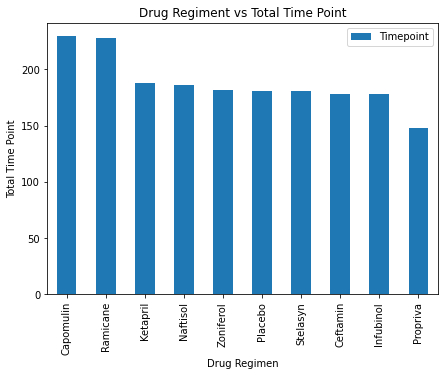 Drug Regiment vs Total Time Point
Timepoint
Total Time Point
200
150
100
50
0
Capomulin
Ramicane
Ketapril
Naftisol
Zoniferol
Placebo
Stelasyn
Ceftamin
Infubinol
Propriva
Drug Regimen